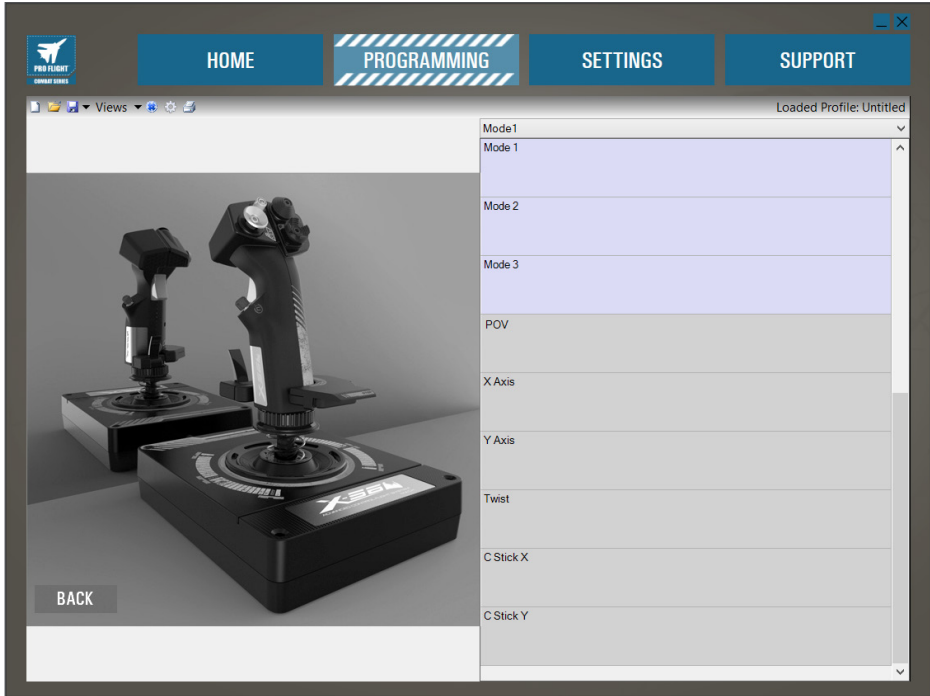 PRO FLIGHT
COMBAT SERIES
HOME
PROGRAMMING
SETTINGS
SUPPORT
Views
Loaded Profile: Untitled
Mode1
Mode 1
Mode 2
Mode 3
POV
X Axis
Y Axis
Twist
C Stick X
C Stick Y
X-56
BACK